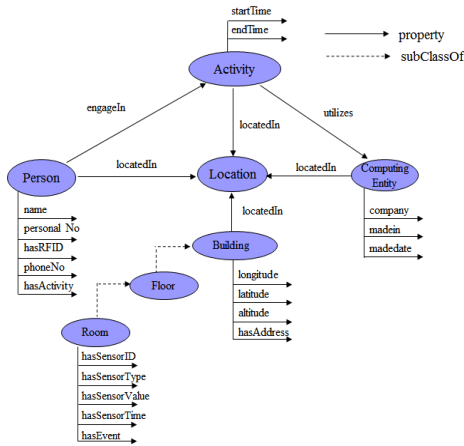 startTime
endTime
property
subClassOf
Activity
engageIn
locatedIn
utilizes
locatedIn
locatedIn
Person
Location
Computing
Entity
name
personal No
hasRFID
phoneNo
hasActivity
locatedIn
company
madein
madedate
Building
longitude
latitude
altitude
hasAddress
Floor
Room
hasSensorID
hasSensorType
hasSensorValue
hasSensorTime
hasEvent